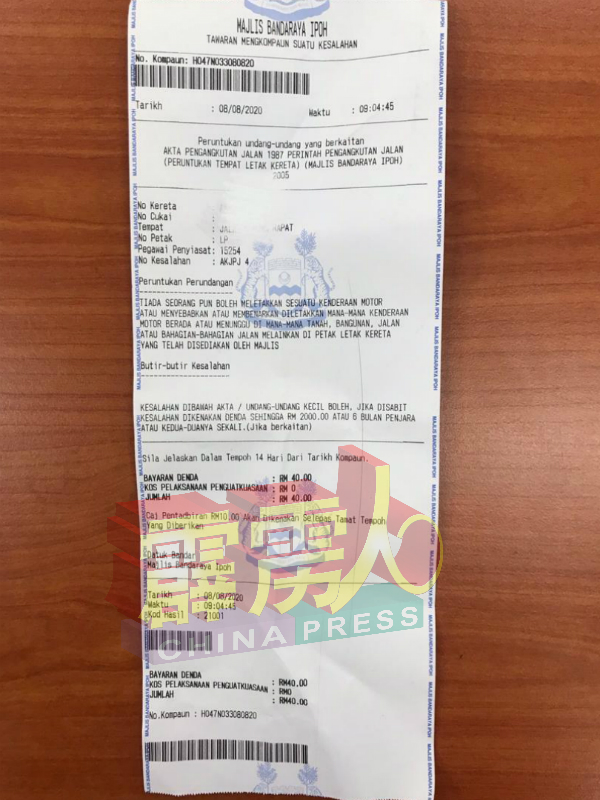 MAJLIS BANDARAYA IPOH
TAWARAN MENGKOMPAUN SUATU KESALAHAN
No. Kompaun: H047N033080820
Tarikh : 08/08/2020 Waktu : 09:04:45
Peruntukan undang-undang yang berkaitan
AKTA PENGANGKUTAN JALAN 1987 PERINTAH PENGANGKUTAN JALAN
(PERUNTUKAN TEMPAT LETAK KERETA) (MAJLIS BANDARAYA IPOH)
2005
No Kereta :
No Cukai :
Tempat :
No Petak : LP
Pegawai Penyiasat: 15254
No Kesalahan : AKJPJ 4
Peruntukan Perundangan
TIADA SEORANG PUN BOLEH MELETAKKAN SESUATU KENDERAAN MOTOR
ATAU MENYEBABKAN ATAU MEMBENARKAN DILETAKKAN MANA-MANA KENDERAAN
MOTOR BERADA ATAU MENUNGGU DI MANA-MANA TANAH, BANGUNAN, JALAN
ATAU BAHAGIAN-BAHAGIAN JALAN MELAINKAN DI PETAK LETAK KERETA
YANG TELAH DISEDIAKAN OLEH MAJLIS
Butir-butir Kesalahan
KESALAHAN DIBAWAH AKTA / UNDANG-UNDANG KECIL BOLEH, JIKA DISABIT
KESALAHAN DIKENAKAN DENDA SEHINGGA RM 2000.00 ATAU 6 BULAN PENJARA
ATAU KEDUA-DUANYA SEKALI.(Jika berkaitan)
Sila Jelaskan Dalam Tempoh 14 Hari Dari Tarikh Kompaun.
BAYARAN DENDA : RM 40.00
KOS PELAKSANAAN PENGUATKUASAAN : RM 0
JUMLAH : RM 40.00
Caj Pentadbiran RM10.00 Akan Dikenakan Selepas Tamat Tempoh
Yang Diberikan
Datuk Bandar
Majlis Bandaraya Ipoh
霹雳人
CHINA PRESS
Tarikh : 08/08/2020
Waktu : 09:04:45
Kod Hasil : 21001
BAYARAN DENDA : RM40.00
KOS PELAKSANAAN PENGUATKUASAAN : RM0
JUMLAH : RM40.00
No.Kompaun : H047N033080820